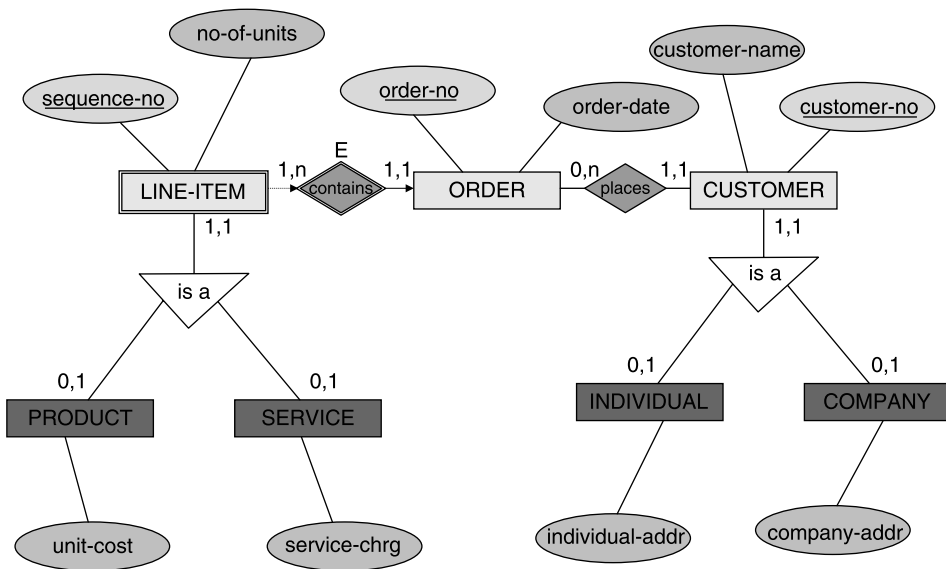 no-of-units
customer-name
sequence-no
order-no
order-date
customer-no
E
LINE-ITEM
1,n
contains
1,1
ORDER
0,n
places
1,1
CUSTOMER
1,1
1,1
is a
is a
0,1
0,1
0,1
0,1
PRODUCT
SERVICE
INDIVIDUAL
COMPANY
unit-cost
service-chrg
individual-addr
company-addr